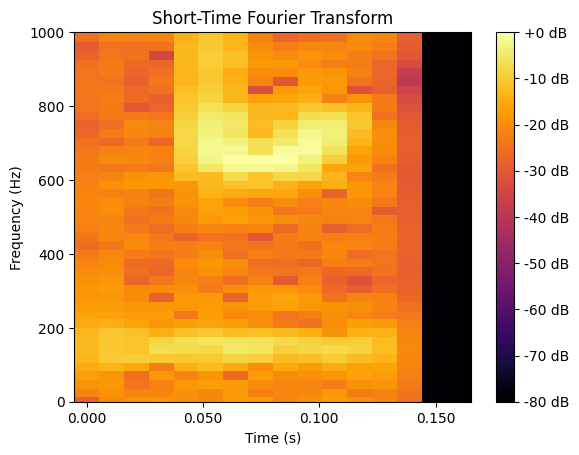 Short-Time Fourier Transform
1000
800
600
400
200
0
Frequency (Hz)
0.000
0.050
0.100
0.150
Time (s)
+0 dB
-10 dB
-20 dB
-30 dB
-40 dB
-50 dB
-60 dB
-70 dB
-80 dB